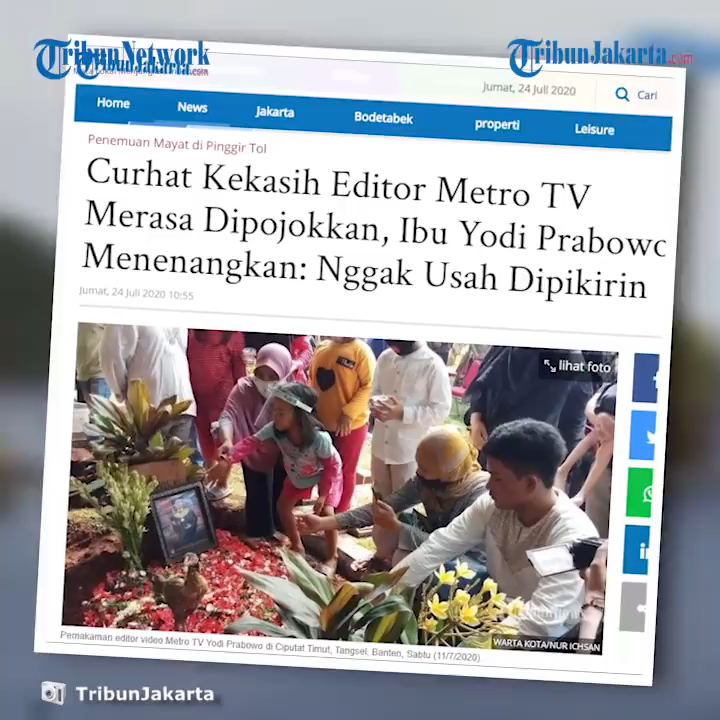 TribunNetwork
TribunJakarta.com
Jumat, 24 Juli 2020
Cari
Home
News
Jakarta
Bodetabek
properti
Leisure
Penemuan Mayat di Pinggir Tol
Curhat Kekasih Editor Metro TV
Merasa Dipojokkan, Ibu Yodi Prabowo
Menenangkan: Nggak Usah Dipikirin
Jumat, 24 Juli 2020 10:55
lihat foto
WARTA KOTA/NUR ICHSAN
Pemakaman editor video Metro TV Yodi Prabowo di Ciputat Timut, Tangsel, Banten, Sabtu (11/7/2020)
TribunJakarta